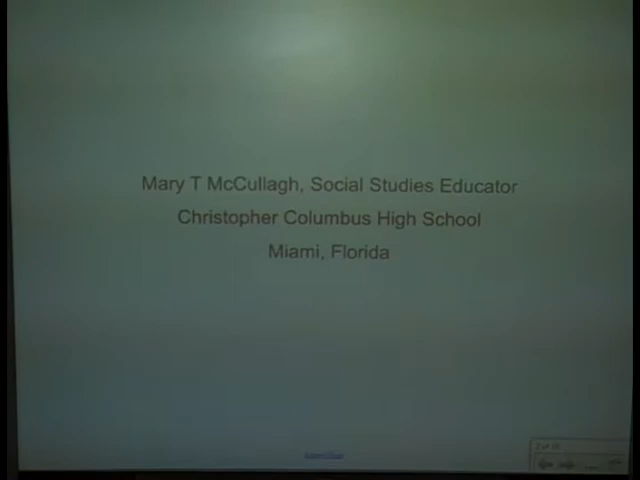 Mary T McCullagh, Social Studies Educator
Christopher Columbus High School
Miami, Florida